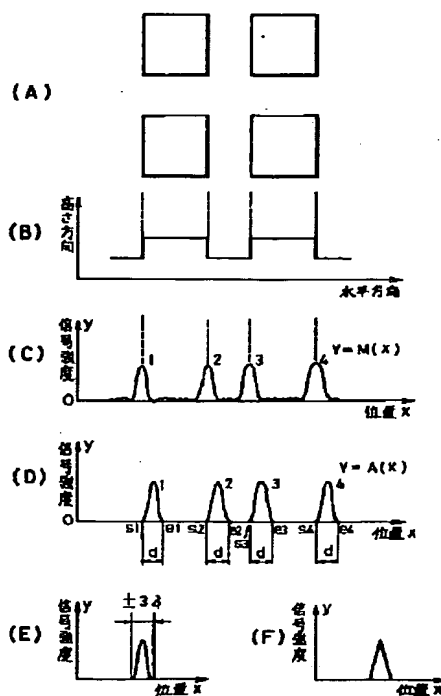 (A)
(B)
高さ方向
水平方向
(C)
信号強度
y
1
2
3
4
Y=M(X)
0
位置 x
(D)
信号強度
y
1
2
3
4
Y=A(X)
0
S1
e1
S2
e2
S3
e3
S4
e4
位置 x
d
d
d
d
(E)
信号強度
y
±3δ
位置 x
(F)
信号強度
y
位置 x